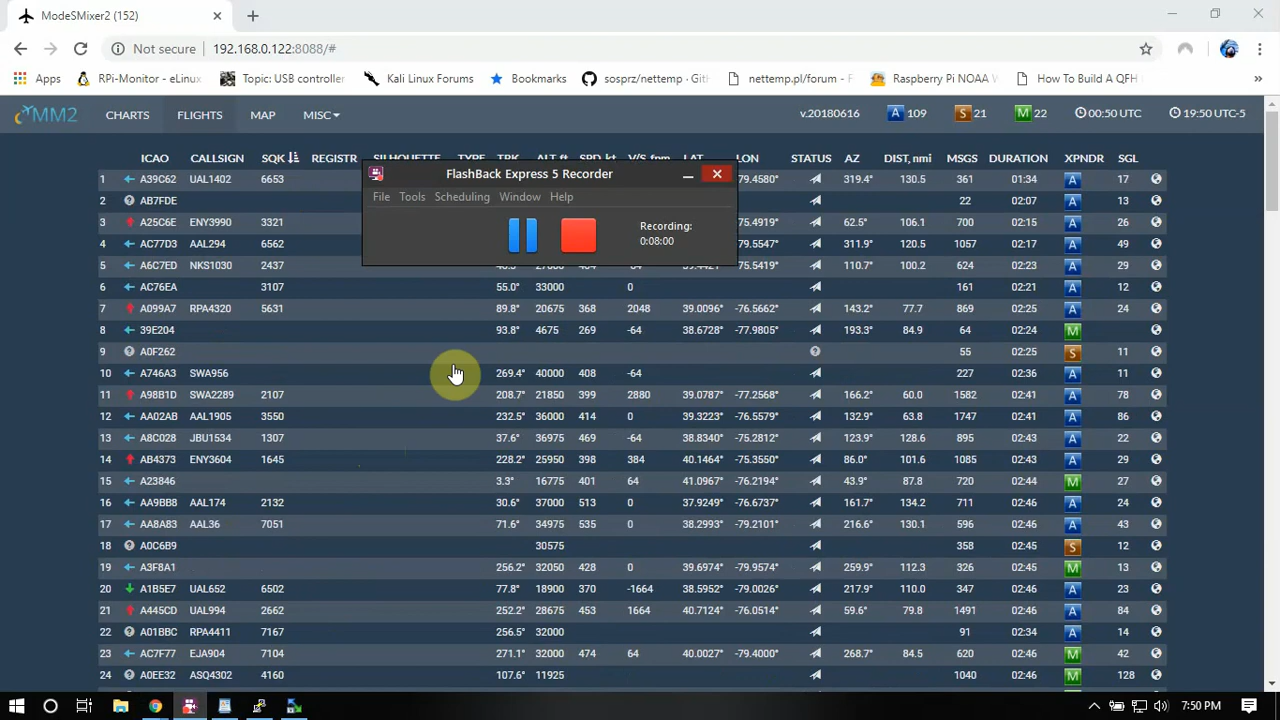 ModeSMixer2 (152)
Not secure 192.168.0.122:8088/#
Apps RPi-Monitor - eLinux Topic: USB controller Kali Linux Forums Bookmarks sosprz/nettemp · Git nettemp.pl/forum - F Raspberry Pi NOAA How To Build A QFH »
MM2 CHARTS FLIGHTS MAP MISC v.20180616 A 109 S 21 M 22 00:50 UTC 19:50 UTC-5
ICAO CALLSIGN SQK REGISTR SILHOUETTE TYPE TRK ALT ft SPD kt V/S fpm LAT LON STATUS AZ DIST, nmi MSGS DURATION XPNDR SGL
FlashBack Express 5 Recorder
File Tools Scheduling Window Help
Recording:
0:08:00
1 A39C62 UAL1402 6653 -79.4580° 319.4° 130.5 361 01:34 A 17
2 AB7FDE 22 02:07 A 13
3 A25C6E ENY3990 3321 -75.4919° 62.5° 106.1 700 02:15 A 26
4 AC77D3 AAL294 6562 311.9° 120.5 1057 02:17 A 49
5 A6C7ED NKS1030 2437 -75.5419° 110.7° 100.2 624 02:23 A 29
6 AC76EA 3107 55.0° 33000 0 161 02:21 A 12
7 A099A7 RPA4320 5631 89.8° 20675 368 2048 39.0096° -76.5662° 143.2° 77.7 869 02:25 A 24
8 39E204 93.8° 4675 269 -64 38.6728° -77.9805° 193.3° 84.9 64 02:24 M
9 A0F262 55 02:25 S 11
10 A746A3 SWA956 269.4° 40000 408 -64 227 02:36 A 11
11 A98B1D SWA2289 2107 208.7° 21850 399 2880 39.0787° -77.2568° 166.2° 60.0 1582 02:41 A 78
12 AA02AB AAL1905 3550 232.5° 36000 414 0 39.3223° -76.5579° 132.9° 63.8 1747 02:41 A 86
13 A8C028 JBU1534 1307 37.6° 36975 469 -64 38.8340° -75.2812° 123.9° 128.6 895 02:43 A 22
14 AB4373 ENY3604 1645 228.2° 25950 398 384 40.1464° -75.3550° 86.0° 101.6 1085 02:43 A 29
15 A23846 3.3° 16775 401 64 41.0967° -76.2194° 43.9° 87.8 720 02:44 M 27
16 AA9BB8 AAL174 2132 30.6° 37000 513 0 37.9249° -76.6737° 161.7° 134.2 711 02:46 A 24
17 AA8A83 AAL36 7051 71.6° 34975 535 0 38.2993° -79.2101° 216.6° 130.1 596 02:46 A 43
18 A0C6B9 30575 358 02:45 S 12
19 A3F8A1 256.2° 32050 428 0 39.6974° -79.9574° 259.9° 112.3 326 02:45 M 13
20 A1B5E7 UAL652 6502 77.8° 18900 370 -1664 38.5952° -79.0026° 217.9° 110.0 347 02:46 A 23
21 A445CD UAL994 2662 252.2° 28675 453 1664 40.7124° -76.0514° 59.6° 79.8 1491 02:46 A 84
22 A01BBC RPA4411 7167 256.5° 32000 91 02:34 A 14
23 AC7F77 EJA904 7104 271.1° 32000 474 64 40.0027° -79.4000° 268.7° 84.5 620 02:46 M 42
24 A0EE32 ASQ4302 4160 107.6° 11925 1040 02:46 M 128
7:50 PM